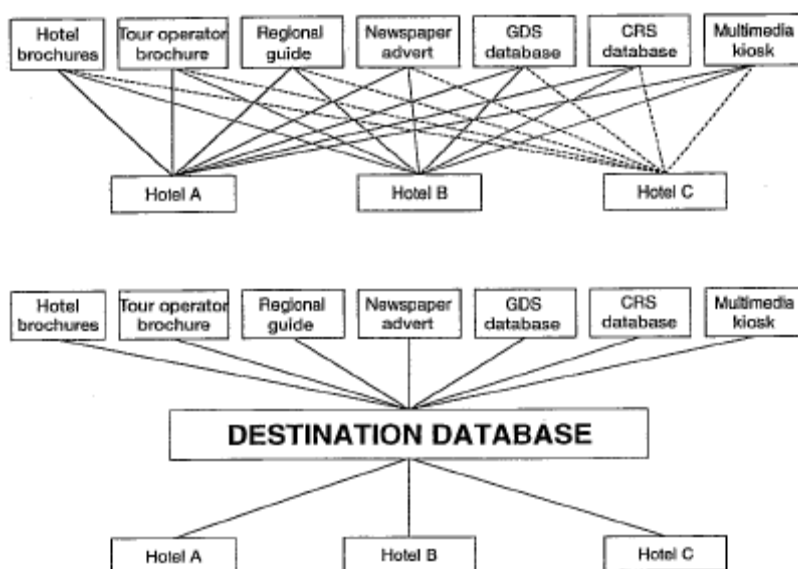 Hotel brochures
Tour operator brochure
Regional guide
Newspaper advert
GDS database
CRS database
Multimedia kiosk
Hotel A
Hotel B
Hotel C
Hotel brochures
Tour operator brochure
Regional guide
Newspaper advert
GDS database
CRS database
Multimedia kiosk
DESTINATION DATABASE
Hotel A
Hotel B
Hotel C